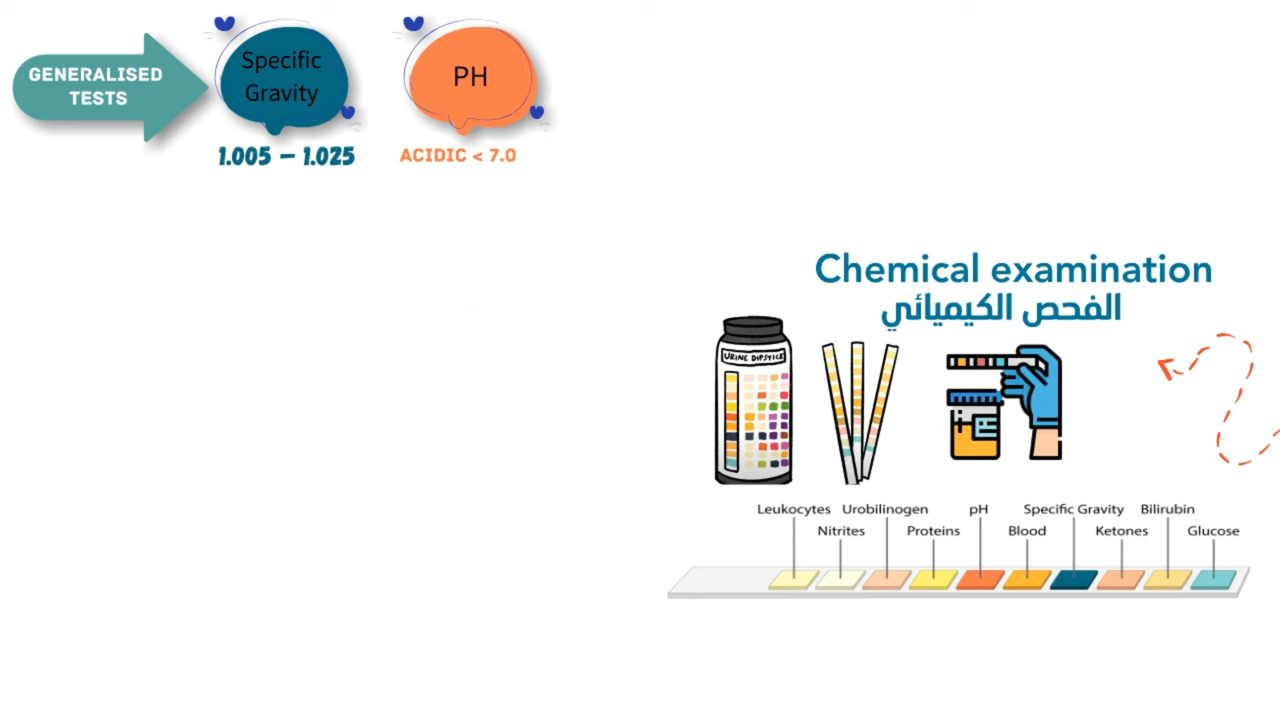 GENERALISED
TESTS
Specific
Gravity
PH
1.005 – 1.025
ACIDIC < 7.0
Chemical examination
الفحص الكيميائي
URINE DIPSTICK
Leukocytes Urobilinogen pH Specific Gravity Bilirubin
Nitrites Proteins Blood Ketones Glucose